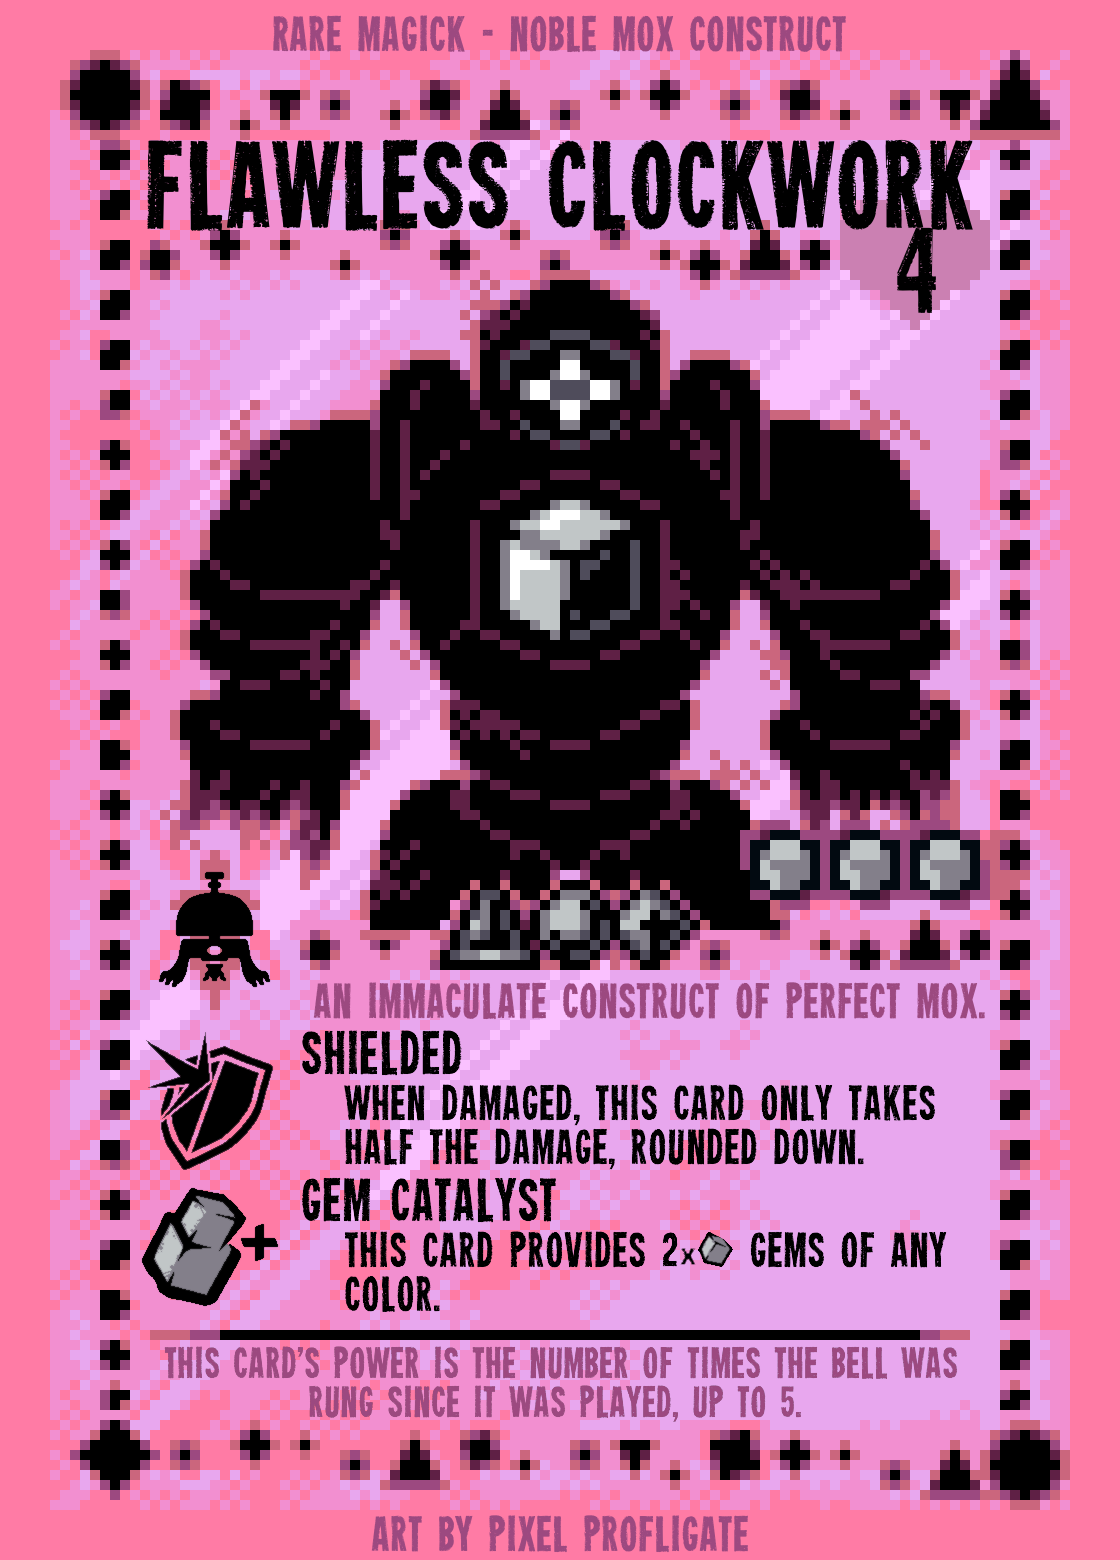 RARE MAGICK - NOBLE MOX CONSTRUCT
FLAWLESS CLOCKWORK
4
AN IMMACULATE CONSTRUCT OF PERFECT MOX.
SHIELDED
WHEN DAMAGED, THIS CARD ONLY TAKES
HALF THE DAMAGE, ROUNDED DOWN.
GEM CATALYST
THIS CARD PROVIDES 2x GEMS OF ANY
COLOR.
THIS CARD'S POWER IS THE NUMBER OF TIMES THE BELL WAS
RUNG SINCE IT WAS PLAYED, UP TO 5.
ART BY PIXEL PROFLIGATE